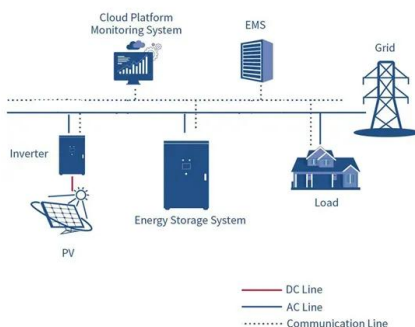 Cloud Platform
Monitoring System
EMS
Grid
Inverter
Energy Storage System
Load
PV
DC Line
AC Line
Communication Line